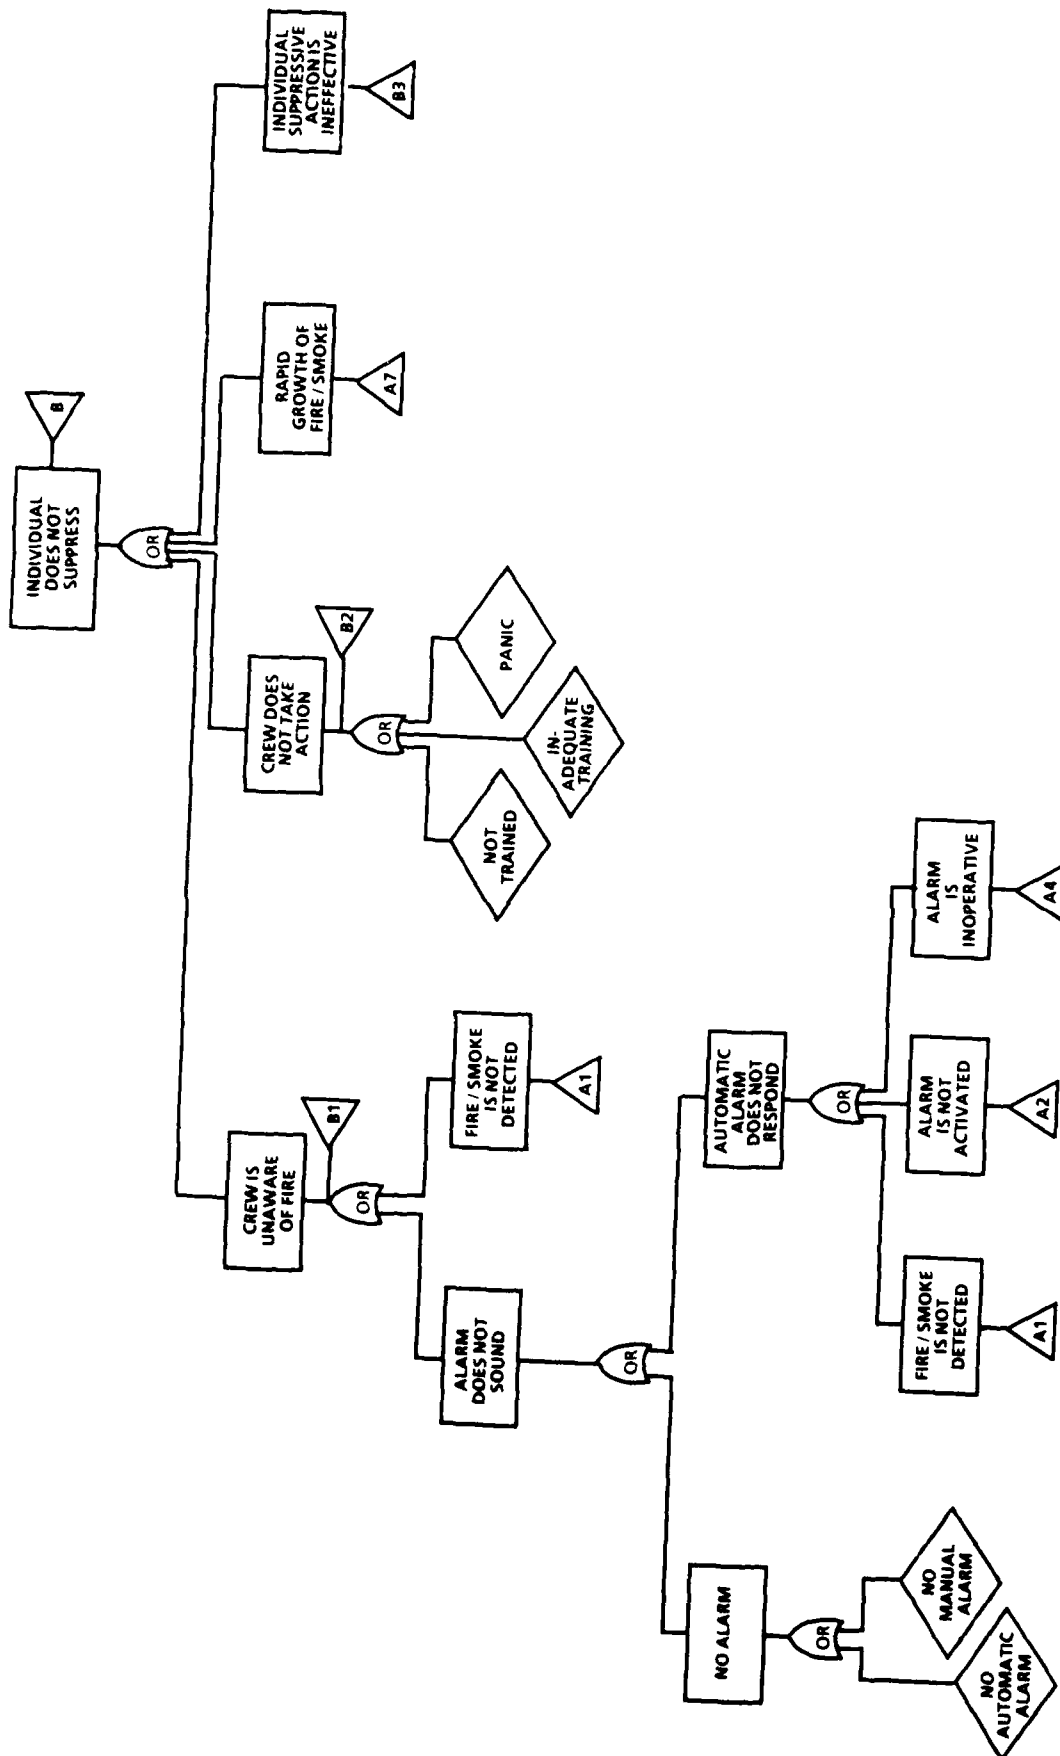 INDIVIDUAL
DOES NOT
SUPPRESS
B
OR
CREW IS
UNAWARE
OF FIRE
B1
OR
CREW DOES
NOT TAKE
ACTION
B2
OR
RAPID
GROWTH OF
FIRE / SMOKE
A7
INDIVIDUAL
SUPPRESSIVE
ACTION IS
INEFFECTIVE
B3
NOT
TRAINED
IN-
ADEQUATE
TRAINING
PANIC
ALARM
DOES NOT
SOUND
OR
FIRE / SMOKE
IS NOT
DETECTED
A1
NO ALARM
OR
AUTOMATIC
ALARM
DOES NOT
RESPOND
OR
NO
AUTOMATIC
ALARM
NO
MANUAL
ALARM
FIRE / SMOKE
IS NOT
DETECTED
A1
ALARM
IS NOT
ACTIVATED
A2
ALARM
IS
INOPERATIVE
A4